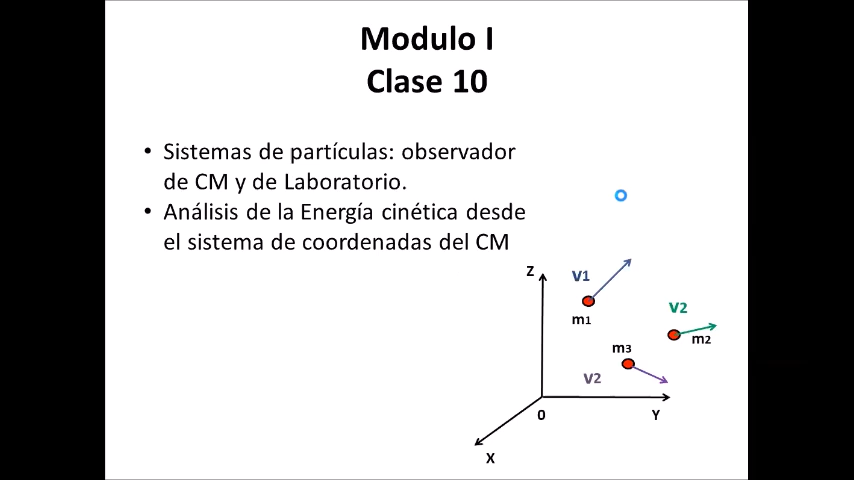 Modulo I
Clase 10
• Sistemas de partículas: observador
de CM y de Laboratorio.
• Análisis de la Energía cinética desde
el sistema de coordenadas del CM
Z
V1
m1
V2
m2
m3
V2
0
Y
X